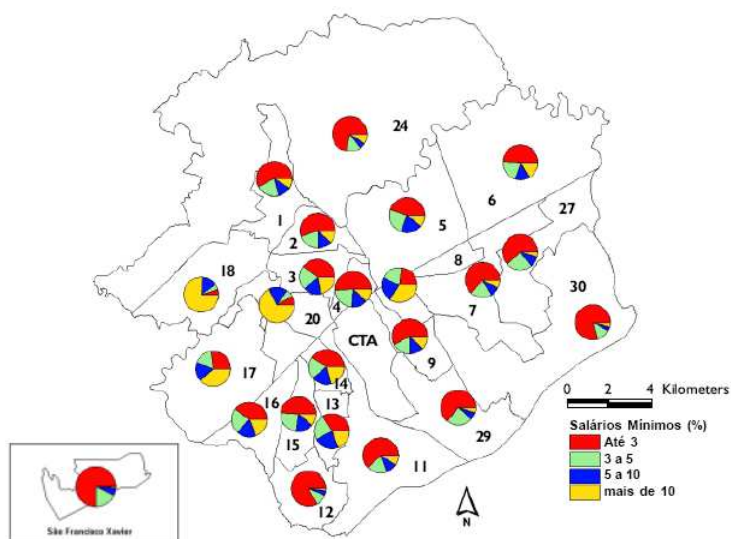 24
6
27
1
5
2
8
18
3
30
4
7
20
CTA
9
17
14
16
13
15
29
11
12
0 2 4 Kilometers
Salários Mínimos (%)
Até 3
3 a 5
5 a 10
mais de 10
N
São Francisco Xavier